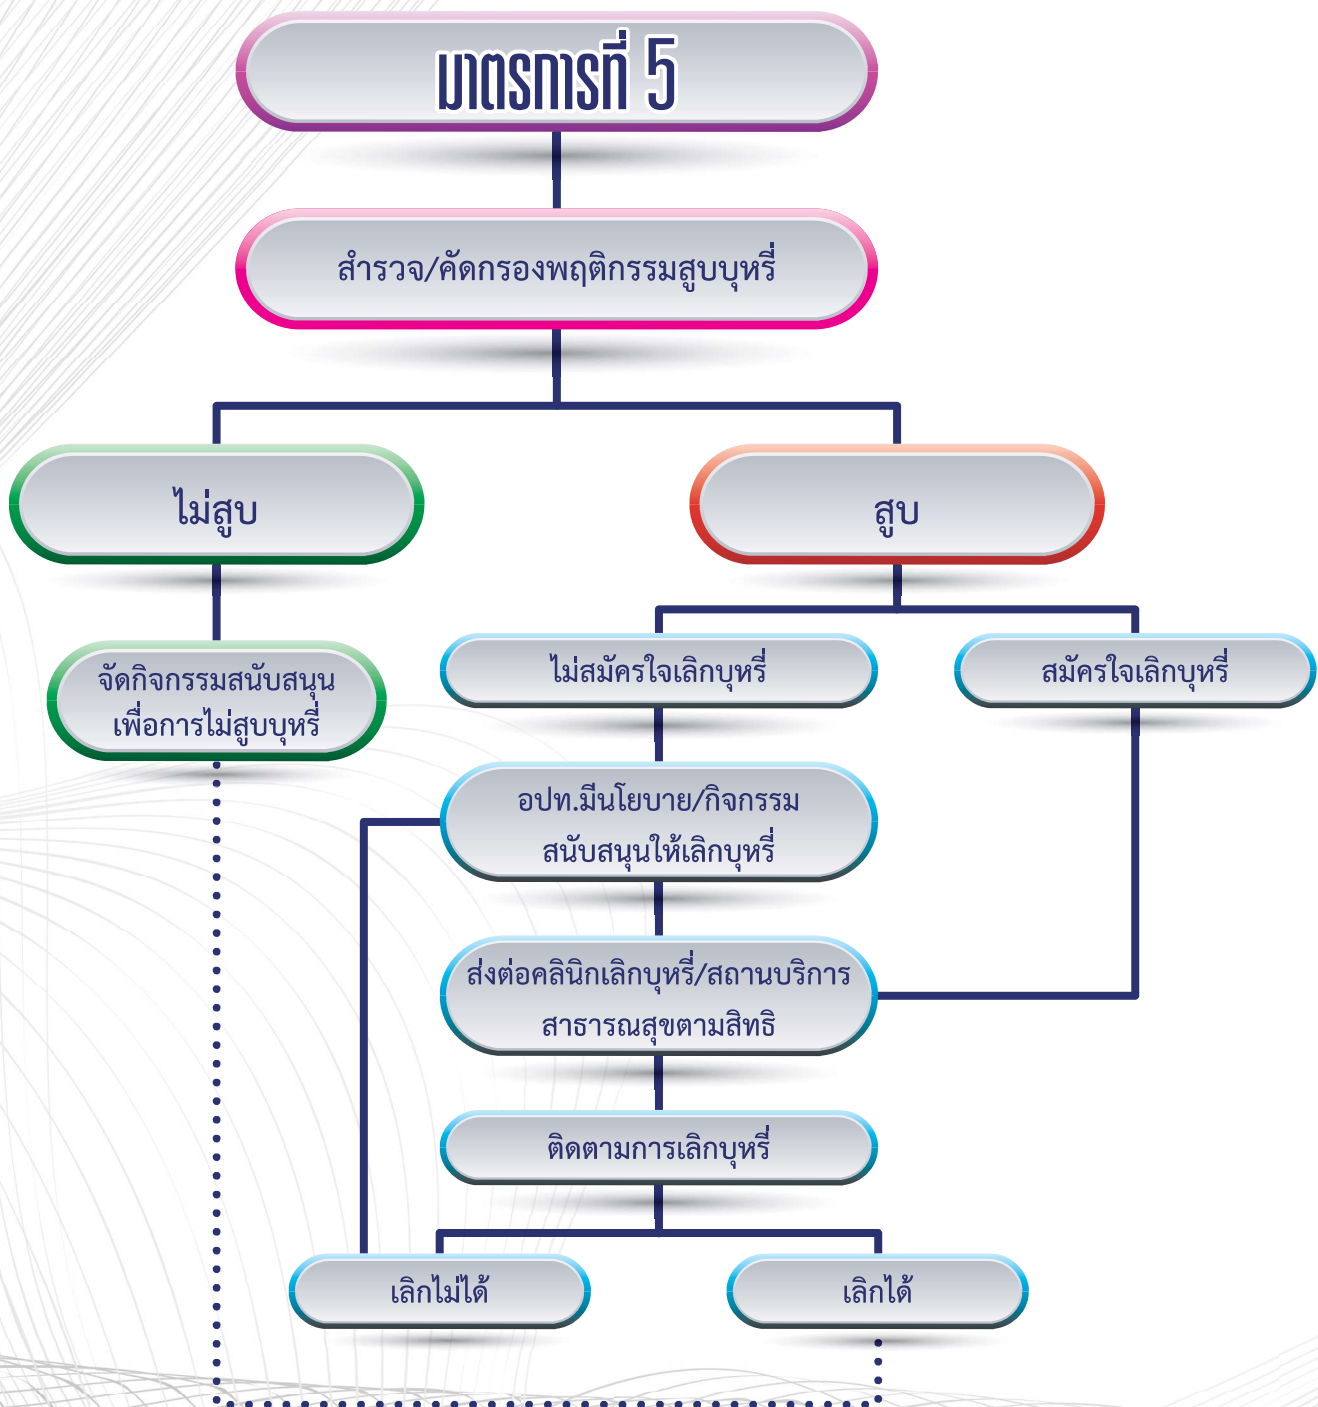 มาตรการที่ 5
สำรวจ/คัดกรองพฤติกรรมสูบบุหรี่
ไม่สูบ
สูบ
จัดกิจกรรมสนับสนุน
เพื่อการไม่สูบบุหรี่
ไม่สมัครใจเลิกบุหรี่
สมัครใจเลิกบุหรี่
อปท.มีนโยบาย/กิจกรรม
สนับสนุนให้เลิกบุหรี่
ส่งต่อคลินิกเลิกบุหรี่/สถานบริการ
สาธารณสุขตามสิทธิ
ติดตามการเลิกบุหรี่
เลิกไม่ได้
เลิกได้